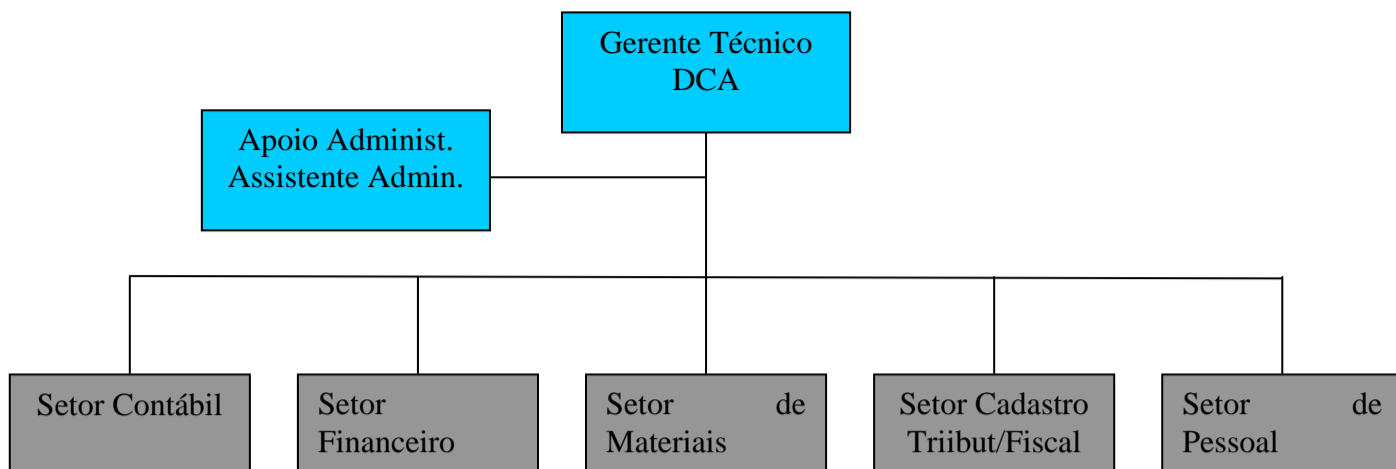 Gerente Técnico
DCA
Apoio Administ.
Assistente Admin.
Setor Contábil
Setor
Financeiro
Setor de
Materiais
Setor Cadastro
Triibut/Fiscal
Setor de
Pessoal